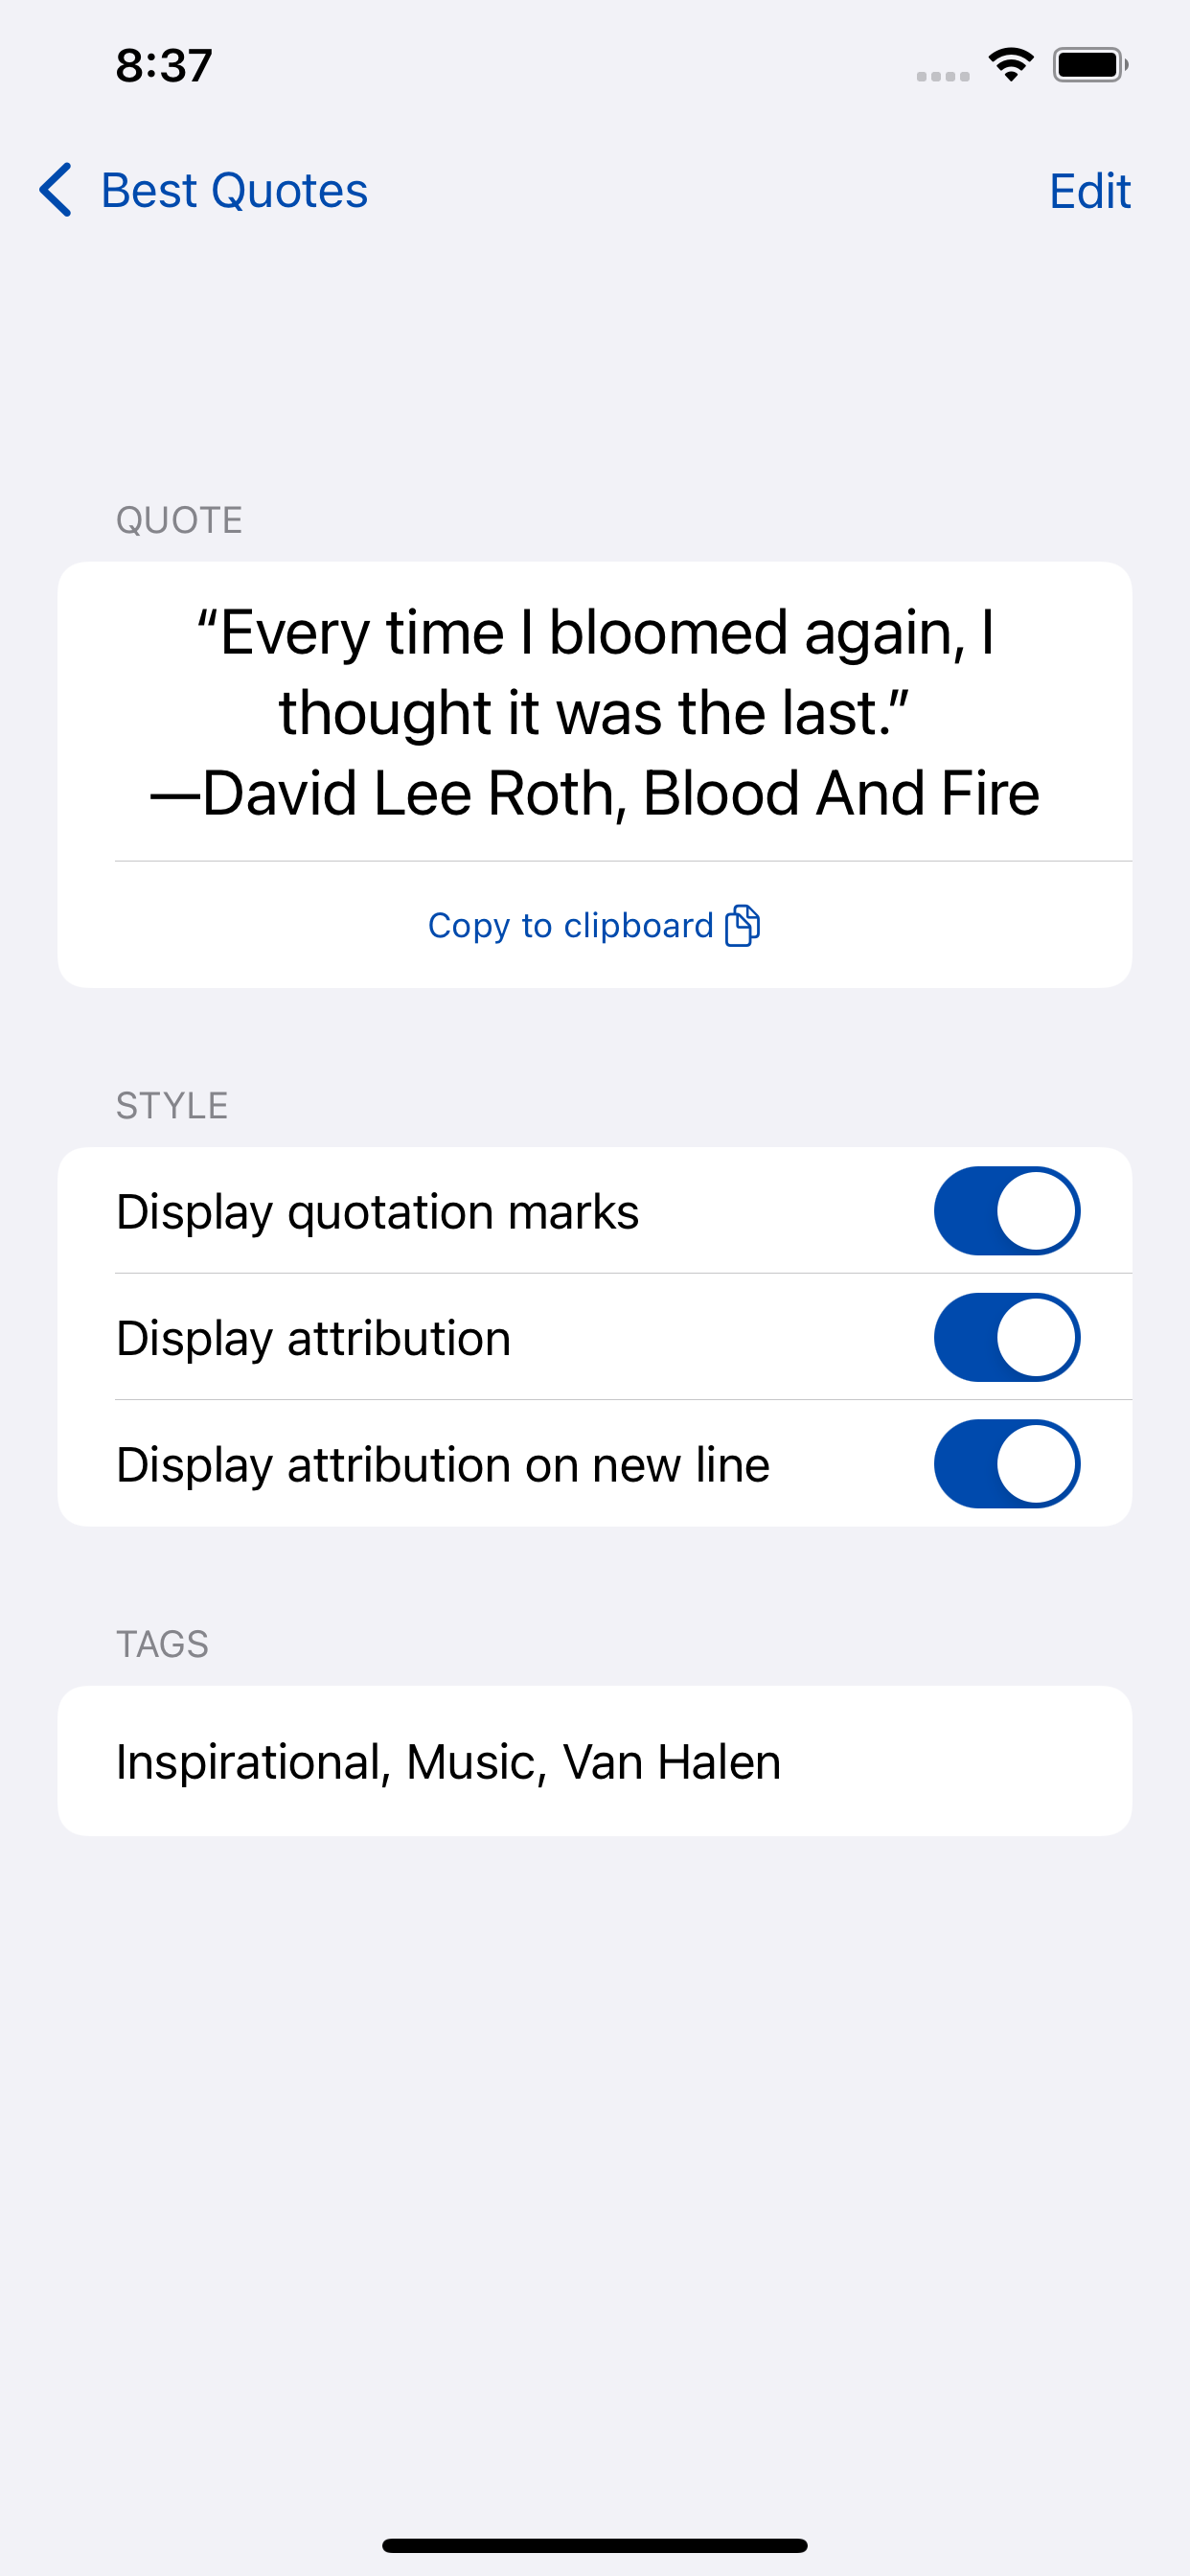 8:37
Best Quotes
Edit
QUOTE
“Every time I bloomed again, I
thought it was the last.”
—David Lee Roth, Blood And Fire
Copy to clipboard
STYLE
Display quotation marks
Display attribution
Display attribution on new line
TAGS
Inspirational, Music, Van Halen